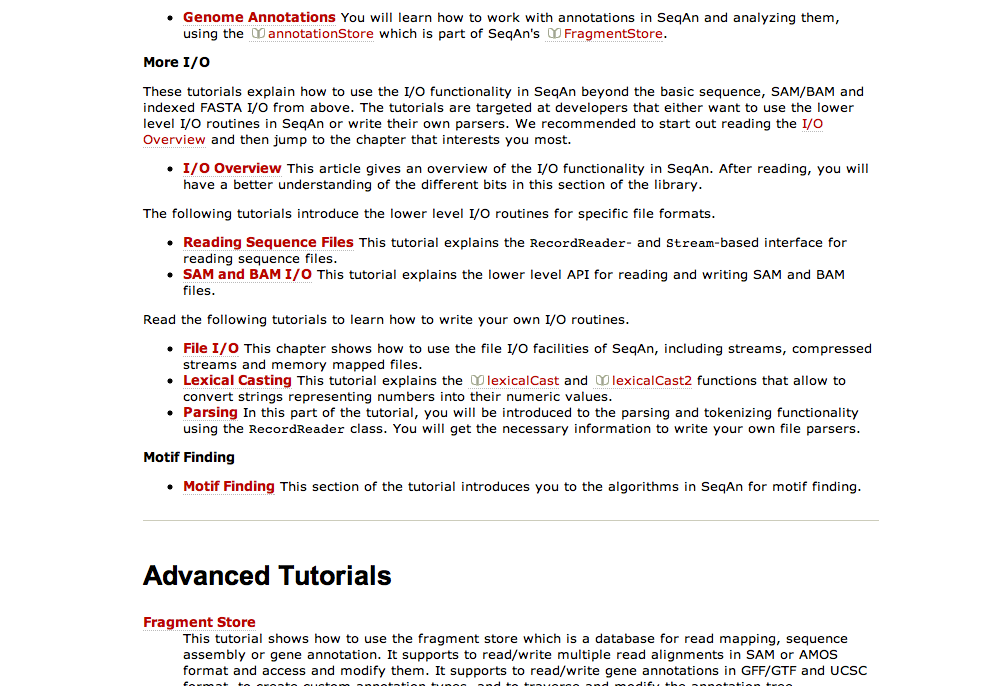 Genome Annotations You will learn how to work with annotations in SeqAn and analyzing them,
using the annotationStore which is part of SeqAn's FragmentStore.
More I/O
These tutorials explain how to use the I/O functionality in SeqAn beyond the basic sequence, SAM/BAM and
indexed FASTA I/O from above. The tutorials are targeted at developers that either want to use the lower
level I/O routines in SeqAn or write their own parsers. We recommended to start out reading the I/O
Overview and then jump to the chapter that interests you most.
I/O Overview This article gives an overview of the I/O functionality in SeqAn. After reading, you will
have a better understanding of the different bits in this section of the library.
The following tutorials introduce the lower level I/O routines for specific file formats.
Reading Sequence Files This tutorial explains the RecordReader- and Stream-based interface for
reading sequence files.
SAM and BAM I/O This tutorial explains the lower level API for reading and writing SAM and BAM
files.
Read the following tutorials to learn how to write your own I/O routines.
File I/O This chapter shows how to use the file I/O facilities of SeqAn, including streams, compressed
streams and memory mapped files.
Lexical Casting This tutorial explains the lexicalCast and lexicalCast2 functions that allow to
convert strings representing numbers into their numeric values.
Parsing In this part of the tutorial, you will be introduced to the parsing and tokenizing functionality
using the RecordReader class. You will get the necessary information to write your own file parsers.
Motif Finding
Motif Finding This section of the tutorial introduces you to the algorithms in SeqAn for motif finding.
Advanced Tutorials
Fragment Store
This tutorial shows how to use the fragment store which is a database for read mapping, sequence
assembly or gene annotation. It supports to read/write multiple read alignments in SAM or AMOS
format and access and modify them. It supports to read/write gene annotations in GFF/GTF and UCSC
format, to create custom annotation types, and to traverse and modify the annotation tree.